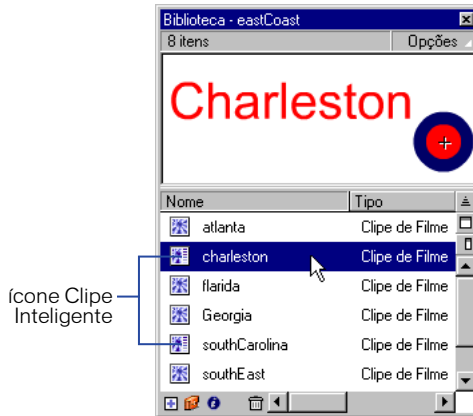 Biblioteca - eastCoast
8 itens Opções
Charleston
Nome Tipo
atlanta Clipe de Filme
charleston Clipe de Filme
flarida Clipe de Filme
Georgia Clipe de Filme
southCarolina Clipe de Filme
southEast Clipe de Filme
ícone Clipe
Inteligente